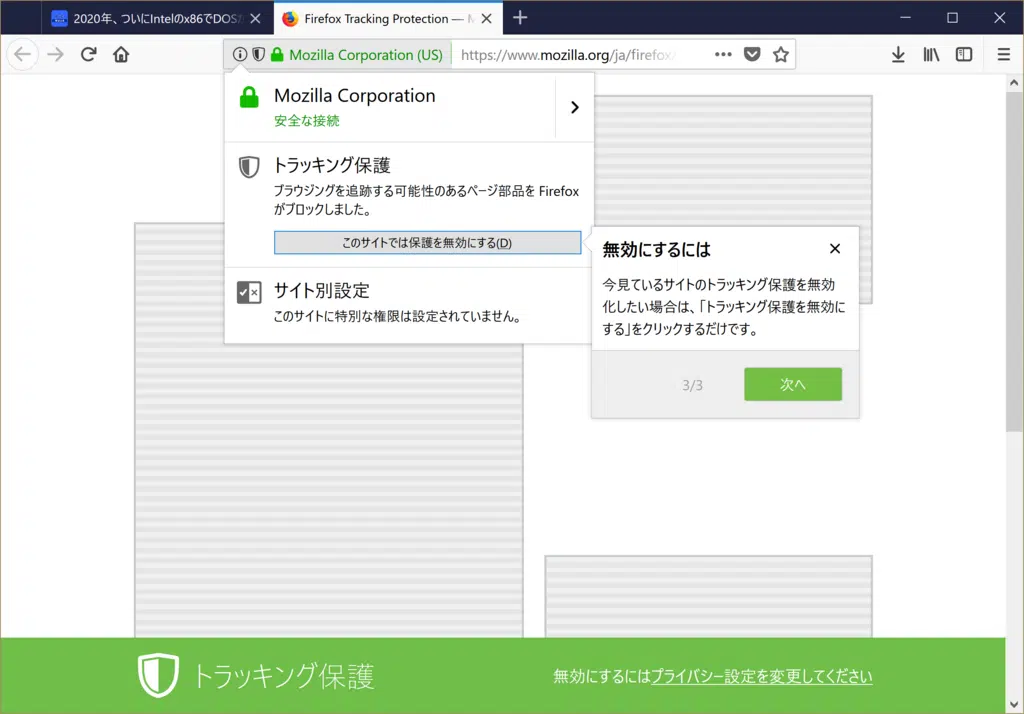 2020年、ついにIntelのx86でDOS
Firefox Tracking Protection —
Mozilla Corporation (US)
https://www.mozilla.org/ja/firefox/
Mozilla Corporation
安全な接続
トラッキング保護
ブラウジングを追跡する可能性のあるページ部品を Firefox
がブロックしました。
このサイトでは保護を無効にする(D)
サイト別設定
このサイトに特別な権限は設定されていません。
無効にするには
今見ているサイトのトラッキング保護を無効
化したい場合は、「トラッキング保護を無効に
する」をクリックするだけです。
3/3
次へ
トラッキング保護
無効にするにはプライバシー設定を変更してください